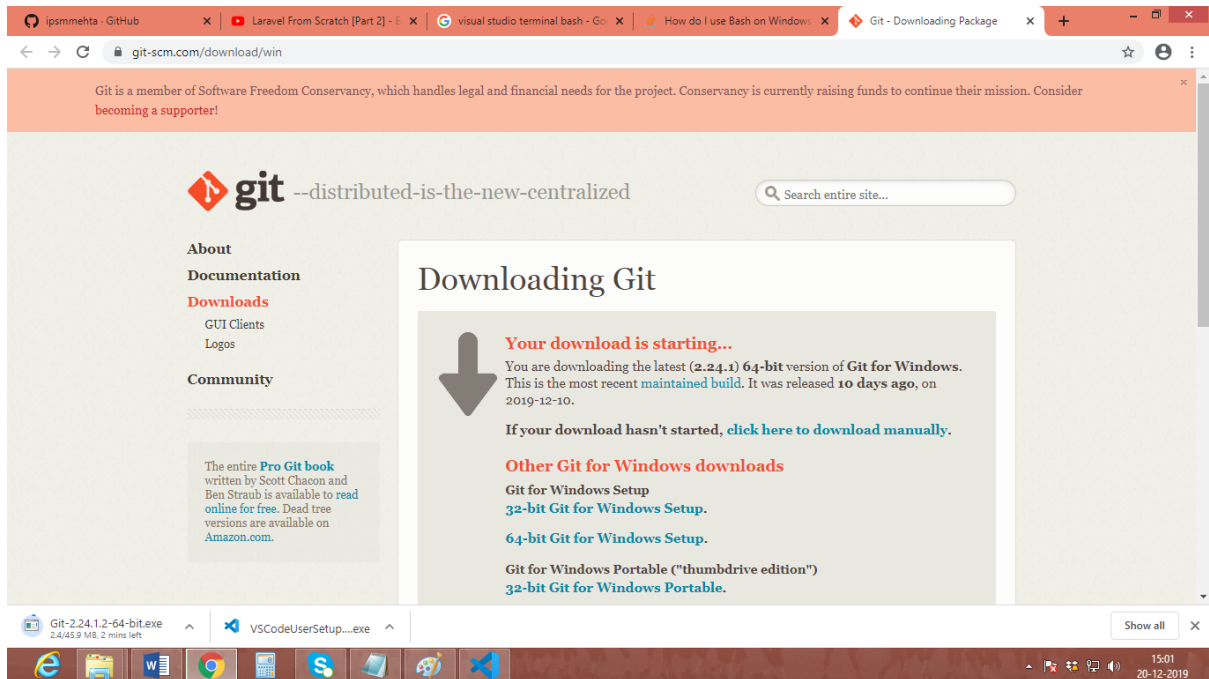 ipsmmehta · GitHub
Laravel From Scratch [Part 2] - E
visual studio terminal bash - Go
How do I use Bash on Windows
Git - Downloading Package
git-scm.com/download/win
Git is a member of Software Freedom Conservancy, which handles legal and financial needs for the project. Conservancy is currently raising funds to continue their mission. Consider
becoming a supporter!
git --distributed-is-the-new-centralized
Search entire site...
About
Documentation
Downloads
GUI Clients
Logos
Community
The entire Pro Git book
written by Scott Chacon and
Ben Straub is available to read
online for free. Dead tree
versions are available on
Amazon.com.
Downloading Git
Your download is starting...
You are downloading the latest (2.24.1) 64-bit version of Git for Windows.
This is the most recent maintained build. It was released 10 days ago, on
2019-12-10.
If your download hasn't started, click here to download manually.
Other Git for Windows downloads
Git for Windows Setup
32-bit Git for Windows Setup.
64-bit Git for Windows Setup.
Git for Windows Portable ("thumbdrive edition")
32-bit Git for Windows Portable.
Git-2.24.1.2-64-bit.exe
2.4/45.9 MB, 2 mins left
VSCodeUserSetup....exe
Show all
15:01
20-12-2019